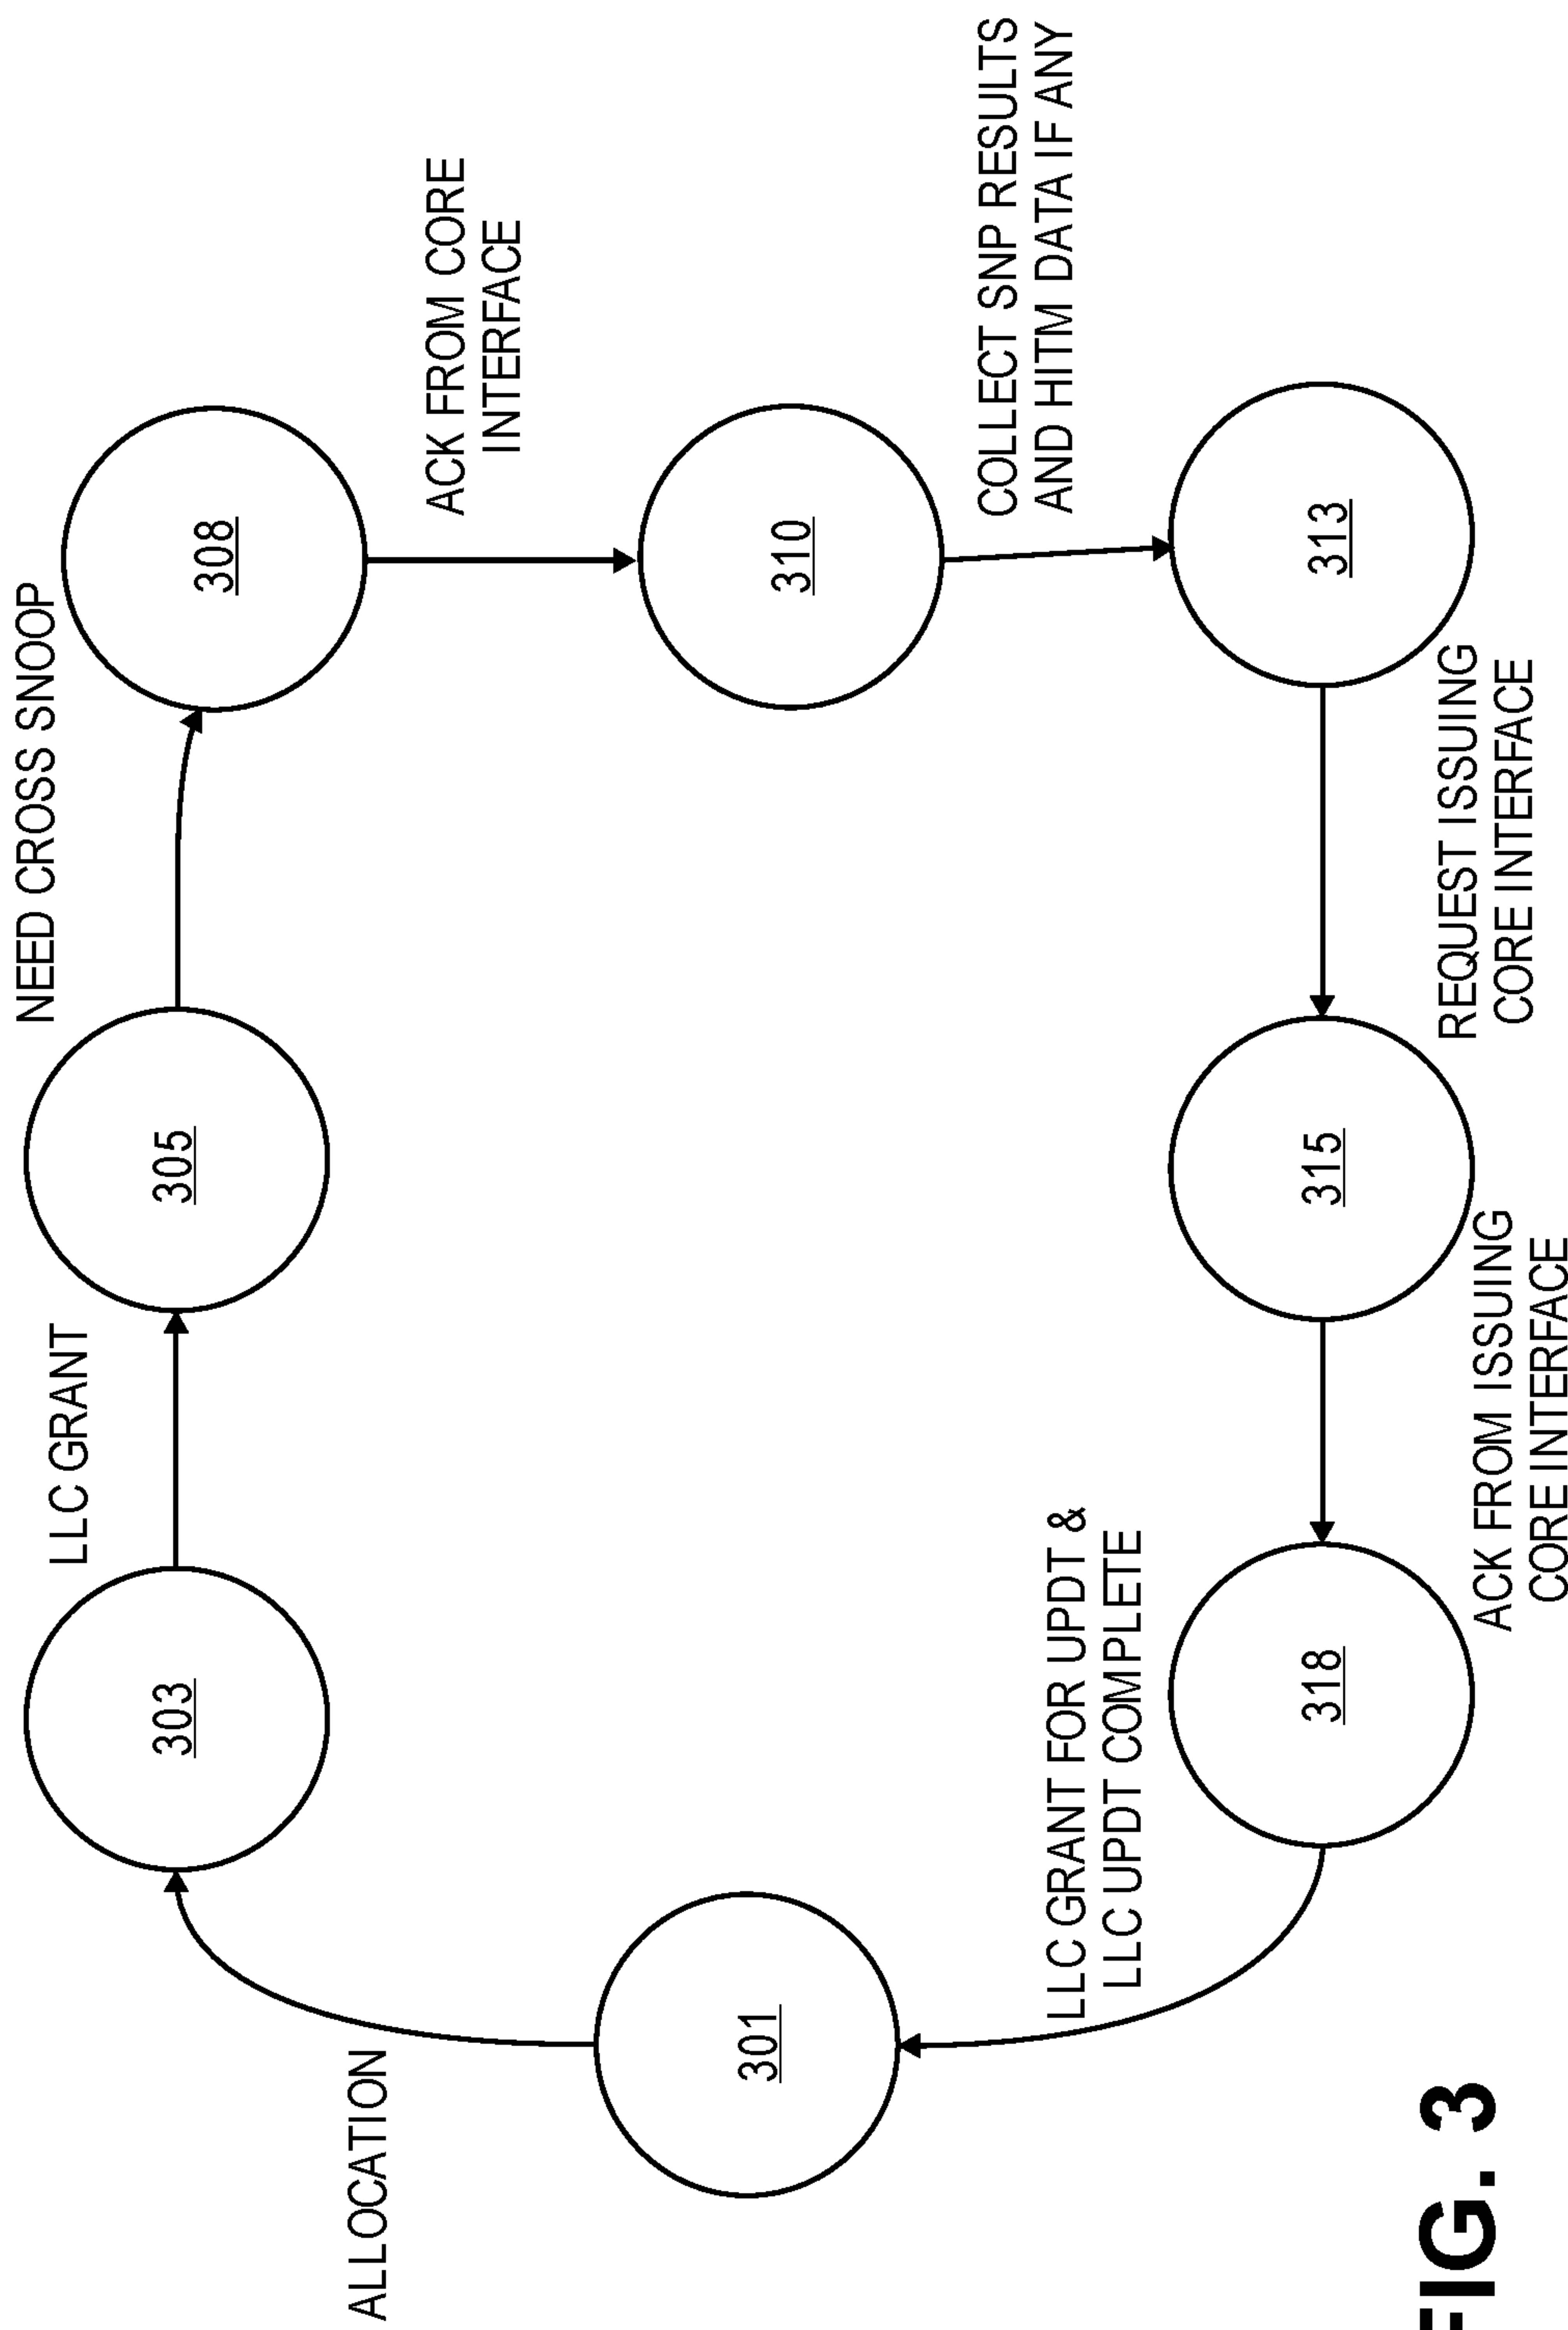 NEED CROSS SNOOP
LLC GRANT
303
305
308
ALLOCATION
ACK FROM CORE
INTERFACE
301
310
LLC GRANT FOR UPDT &
LLC UPDT COMPLETE
COLLECT SNP RESULTS
AND HITM DATA IF ANY
318
315
313
REQUEST ISSUING
CORE INTERFACE
ACK FROM ISSUING
CORE INTERFACE
FIG. 3